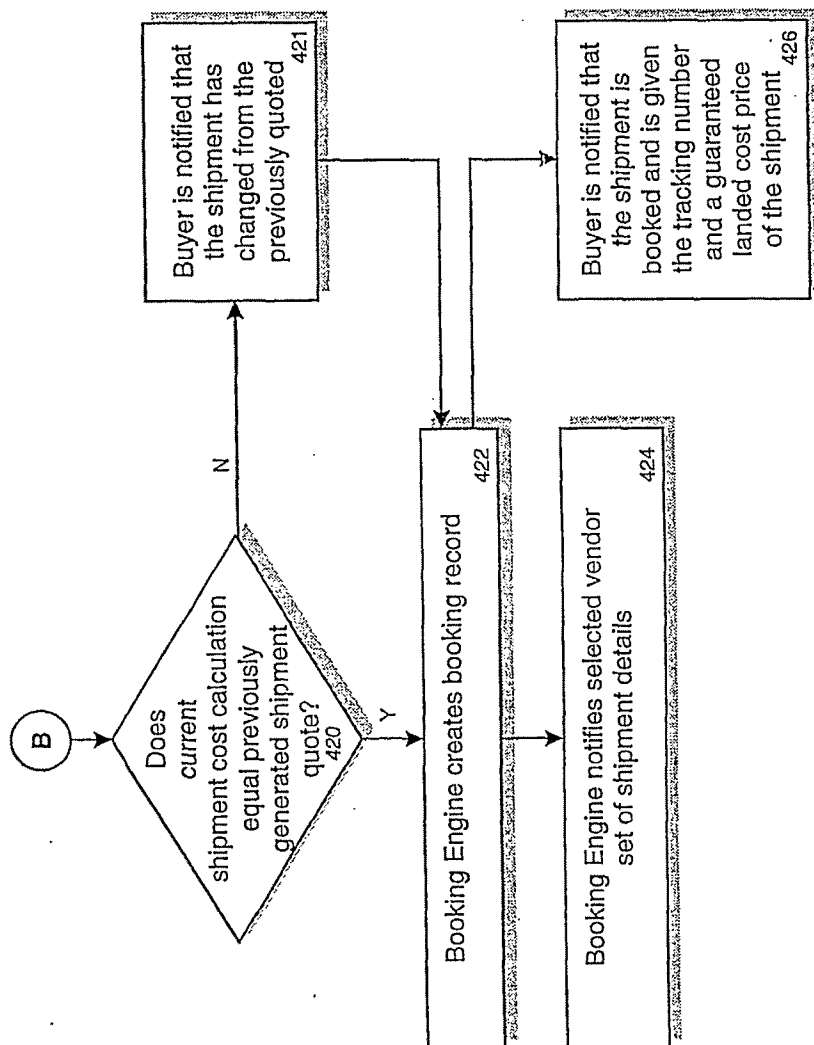 B
Does
current
shipment cost calculation
equal previously
generated shipment
quote?
420
N
Y
Buyer is notified that
the shipment has
changed from the
previously quoted
421
Booking Engine creates booking record
422
Booking Engine notifies selected vendor
set of shipment details
424
Buyer is notified that
the shipment is
booked and is given
the tracking number
and a guaranteed
landed cost price
of the shipment
426